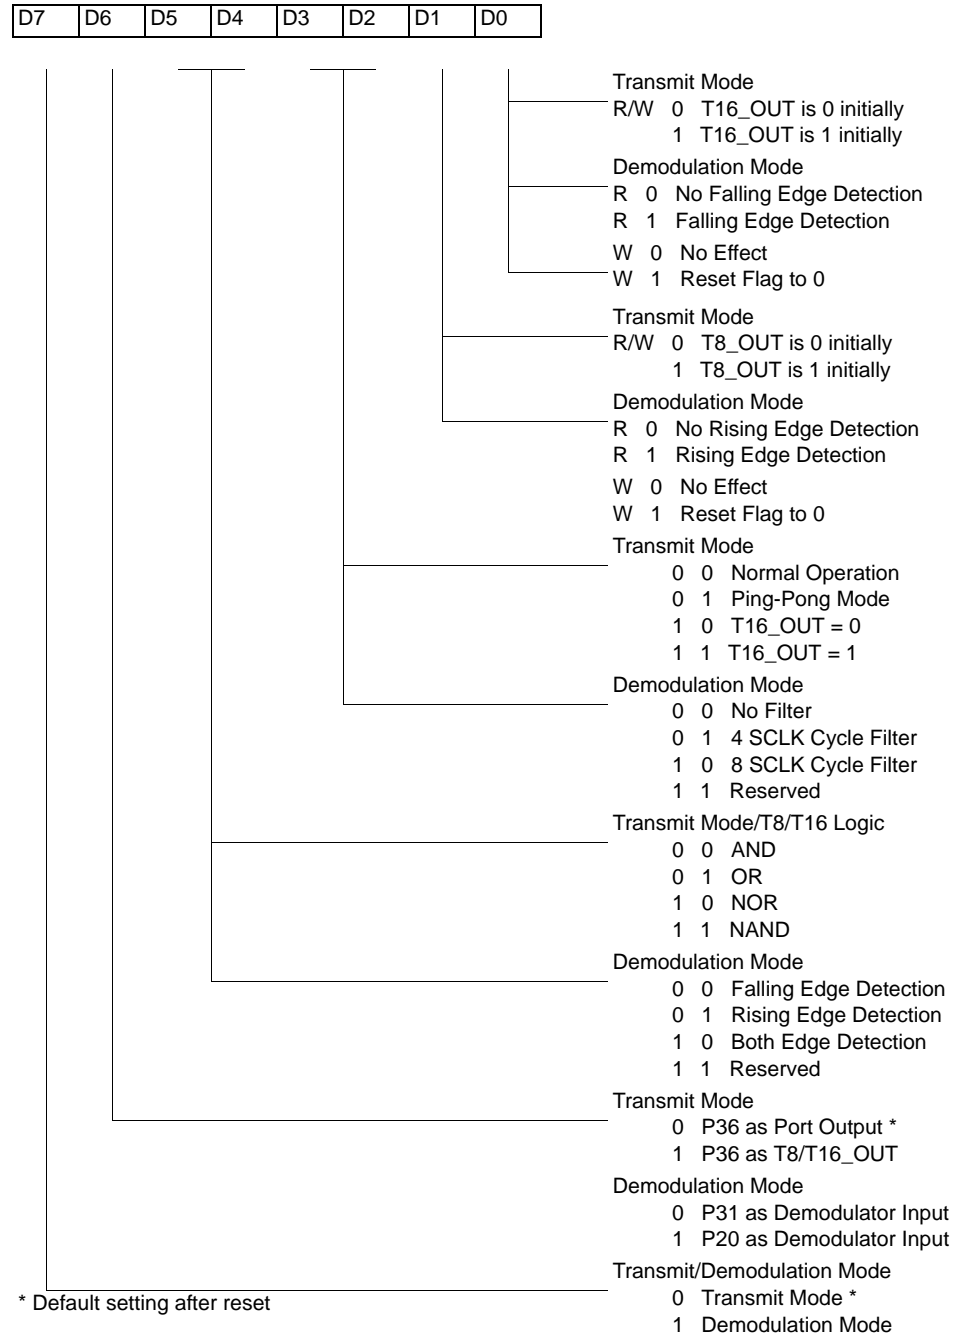 D7 D6 D5 D4 D3 D2 D1 D0
Transmit Mode
R/W 0 T16_OUT is 0 initially
1 T16_OUT is 1 initially
Demodulation Mode
R 0 No Falling Edge Detection
R 1 Falling Edge Detection
W 0 No Effect
W 1 Reset Flag to 0
Transmit Mode
R/W 0 T8_OUT is 0 initially
1 T8_OUT is 1 initially
Demodulation Mode
R 0 No Rising Edge Detection
R 1 Rising Edge Detection
W 0 No Effect
W 1 Reset Flag to 0
Transmit Mode
0 0 Normal Operation
0 1 Ping-Pong Mode
1 0 T16_OUT = 0
1 1 T16_OUT = 1
Demodulation Mode
0 0 No Filter
0 1 4 SCLK Cycle Filter
1 0 8 SCLK Cycle Filter
1 1 Reserved
Transmit Mode/T8/T16 Logic
0 0 AND
0 1 OR
1 0 NOR
1 1 NAND
Demodulation Mode
0 0 Falling Edge Detection
0 1 Rising Edge Detection
1 0 Both Edge Detection
1 1 Reserved
Transmit Mode
0 P36 as Port Output *
1 P36 as T8/T16_OUT
Demodulation Mode
0 P31 as Demodulator Input
1 P20 as Demodulator Input
Transmit/Demodulation Mode
0 Transmit Mode *
1 Demodulation Mode
* Default setting after reset